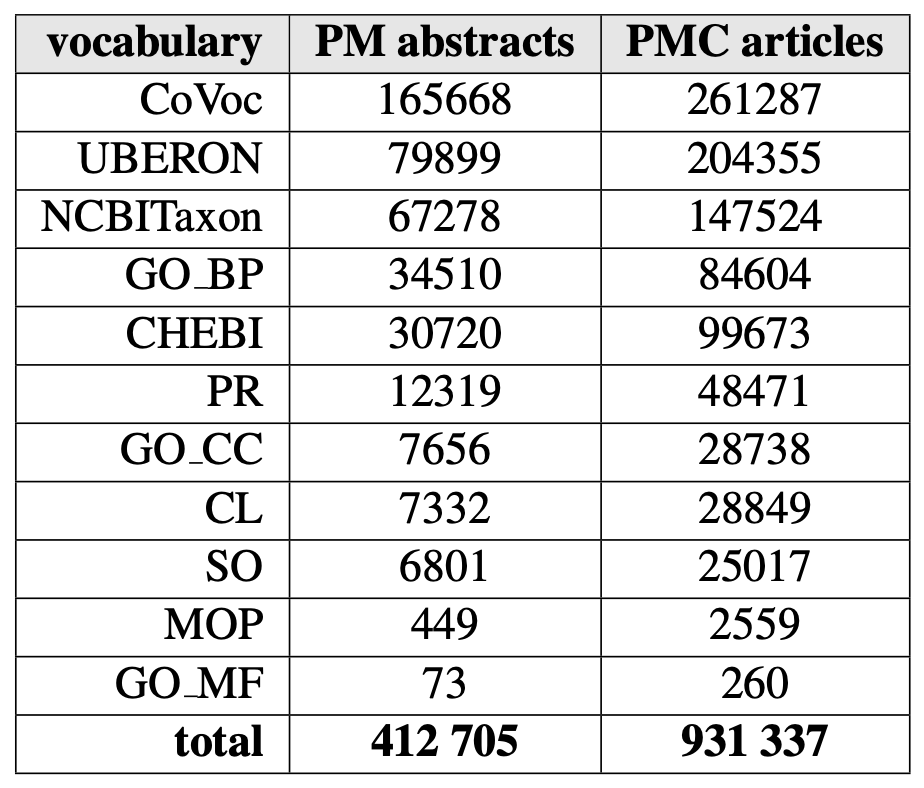 vocabulary PM abstracts PMC articles
CoVoc 165668 261287
UBERON 79899 204355
NCBITaxon 67278 147524
GO_BP 34510 84604
CHEBI 30720 99673
PR 12319 48471
GO_CC 7656 28738
CL 7332 28849
SO 6801 25017
MOP 449 2559
GO_MF 73 260
total 412 705 931 337